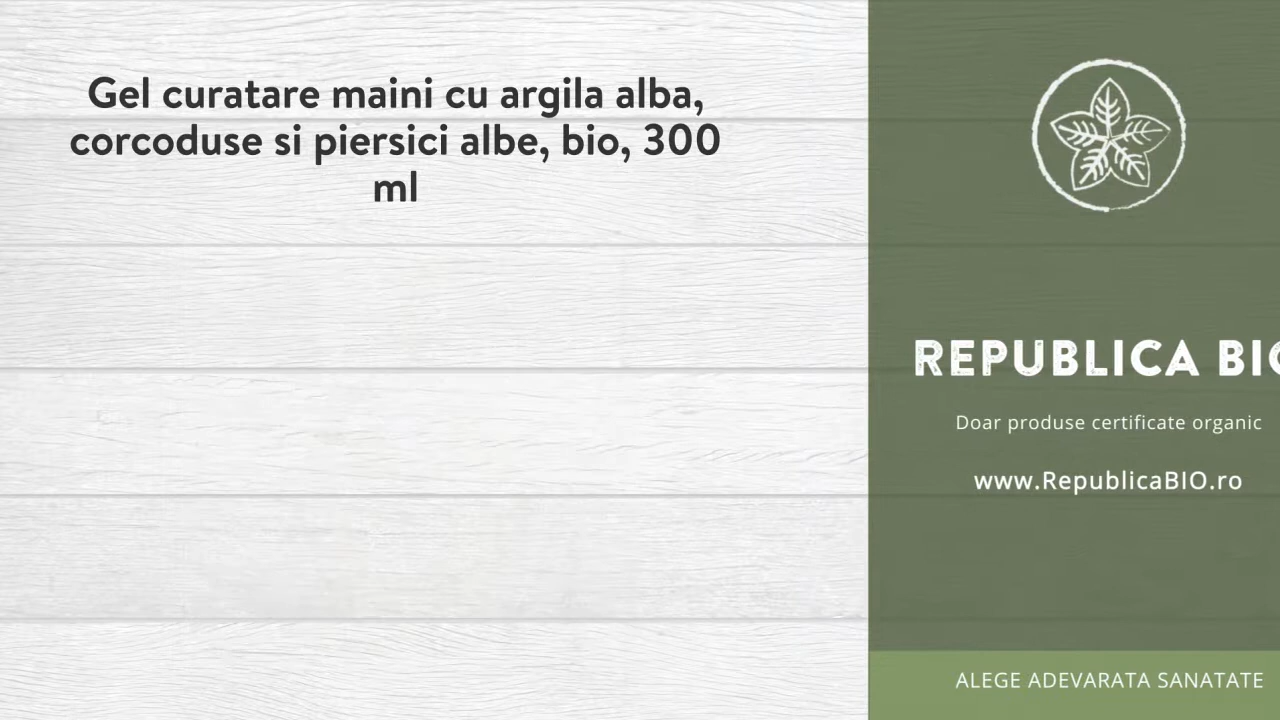 Gel curatare maini cu argila alba,
corcoduse si piersici albe, bio, 300
ml
REPUBLICA BIO
Doar produse certificate organic
www.RepublicaBIO.ro
ALEGE ADEVARATA SANATATE